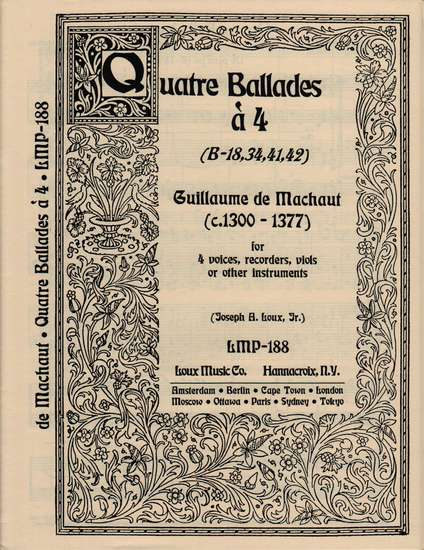 de Machaut • Quatre Ballades à 4 • LMP-188
Quatre Ballades
à 4
(B-18,34,41,42)
Guillaume de Machaut
(c.1300 - 1377)
for
4 voices, recorders, viols
or other instruments
(Joseph A. Loux, Jr.)
LMP-188
Loux Music Co. Hannacroix, N.Y.
Amsterdam • Berlin • Cape Town • London
Moscow • Ottawa • Paris • Sydney • Tokyo